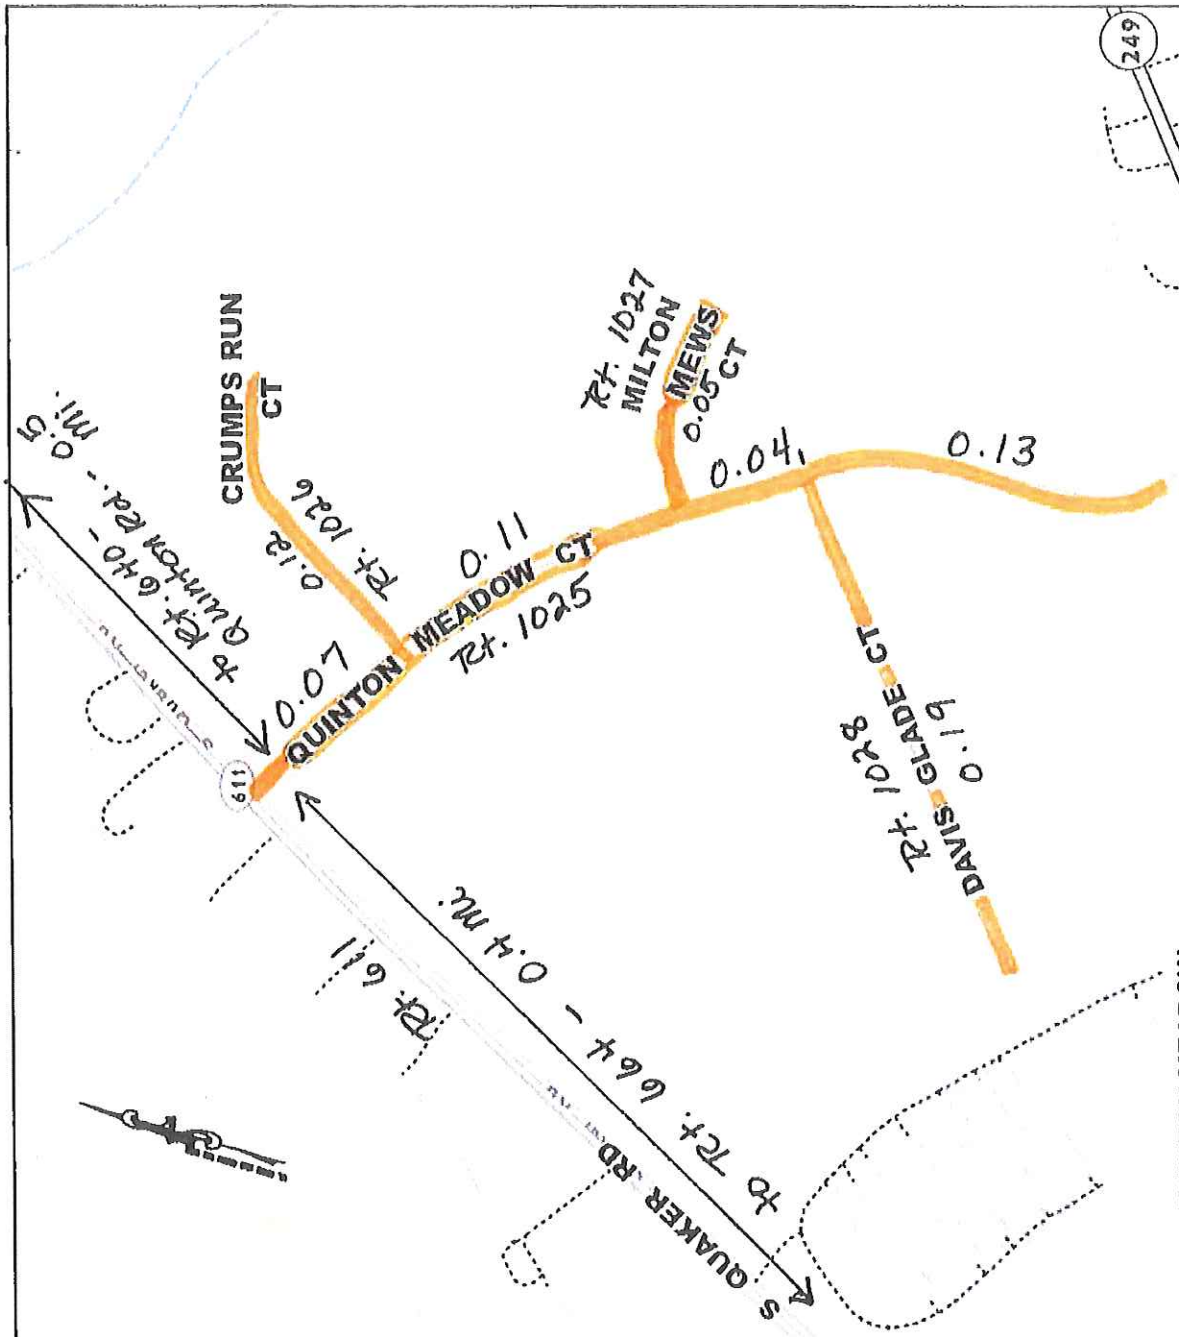 249
CRUMPS RUN
CT
0.12
Rt. 1026
Rt. 1027
MILTON
MEWS
0.05 CT
to Rt. 640 - 0.5
Quinton Rd. - mi.
0.04
0.13
0.11
QUINTON MEADOW CT
Rt. 1025
0.07
611
DAVIS GLADE CT
0.19
Rt. 1028
Rt. 611
to Rt. 664 - 0.4 mi.
S QUAKER RD